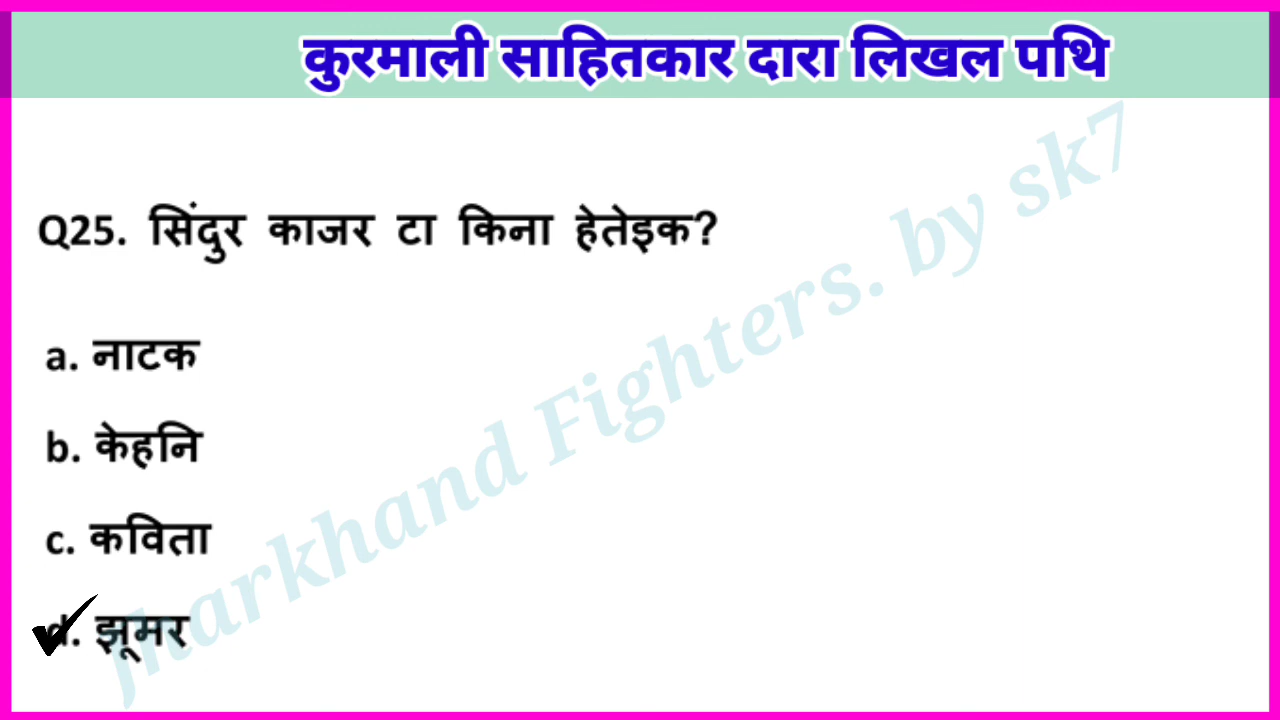 कुरमाली साहितकार दारा लिखल पथि
Q25. सिंदुर काजर टा किना हेतेइक?
a. नाटक
b. केहनि
c. कविता
d. झूमर
Jharkhand Fighters. by sk7